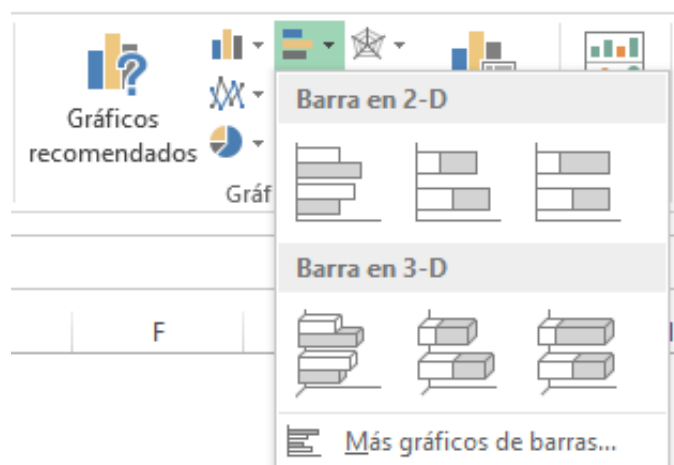 Gráficos
recomendados
Gráf
Barra en 2-D
Barra en 3-D
F
Más gráficos de barras...